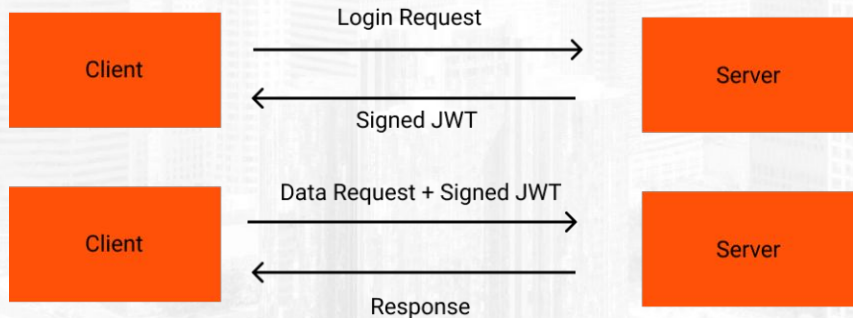 Login Request
Client
Server
Signed JWT
Data Request + Signed JWT
Client
Server
Response